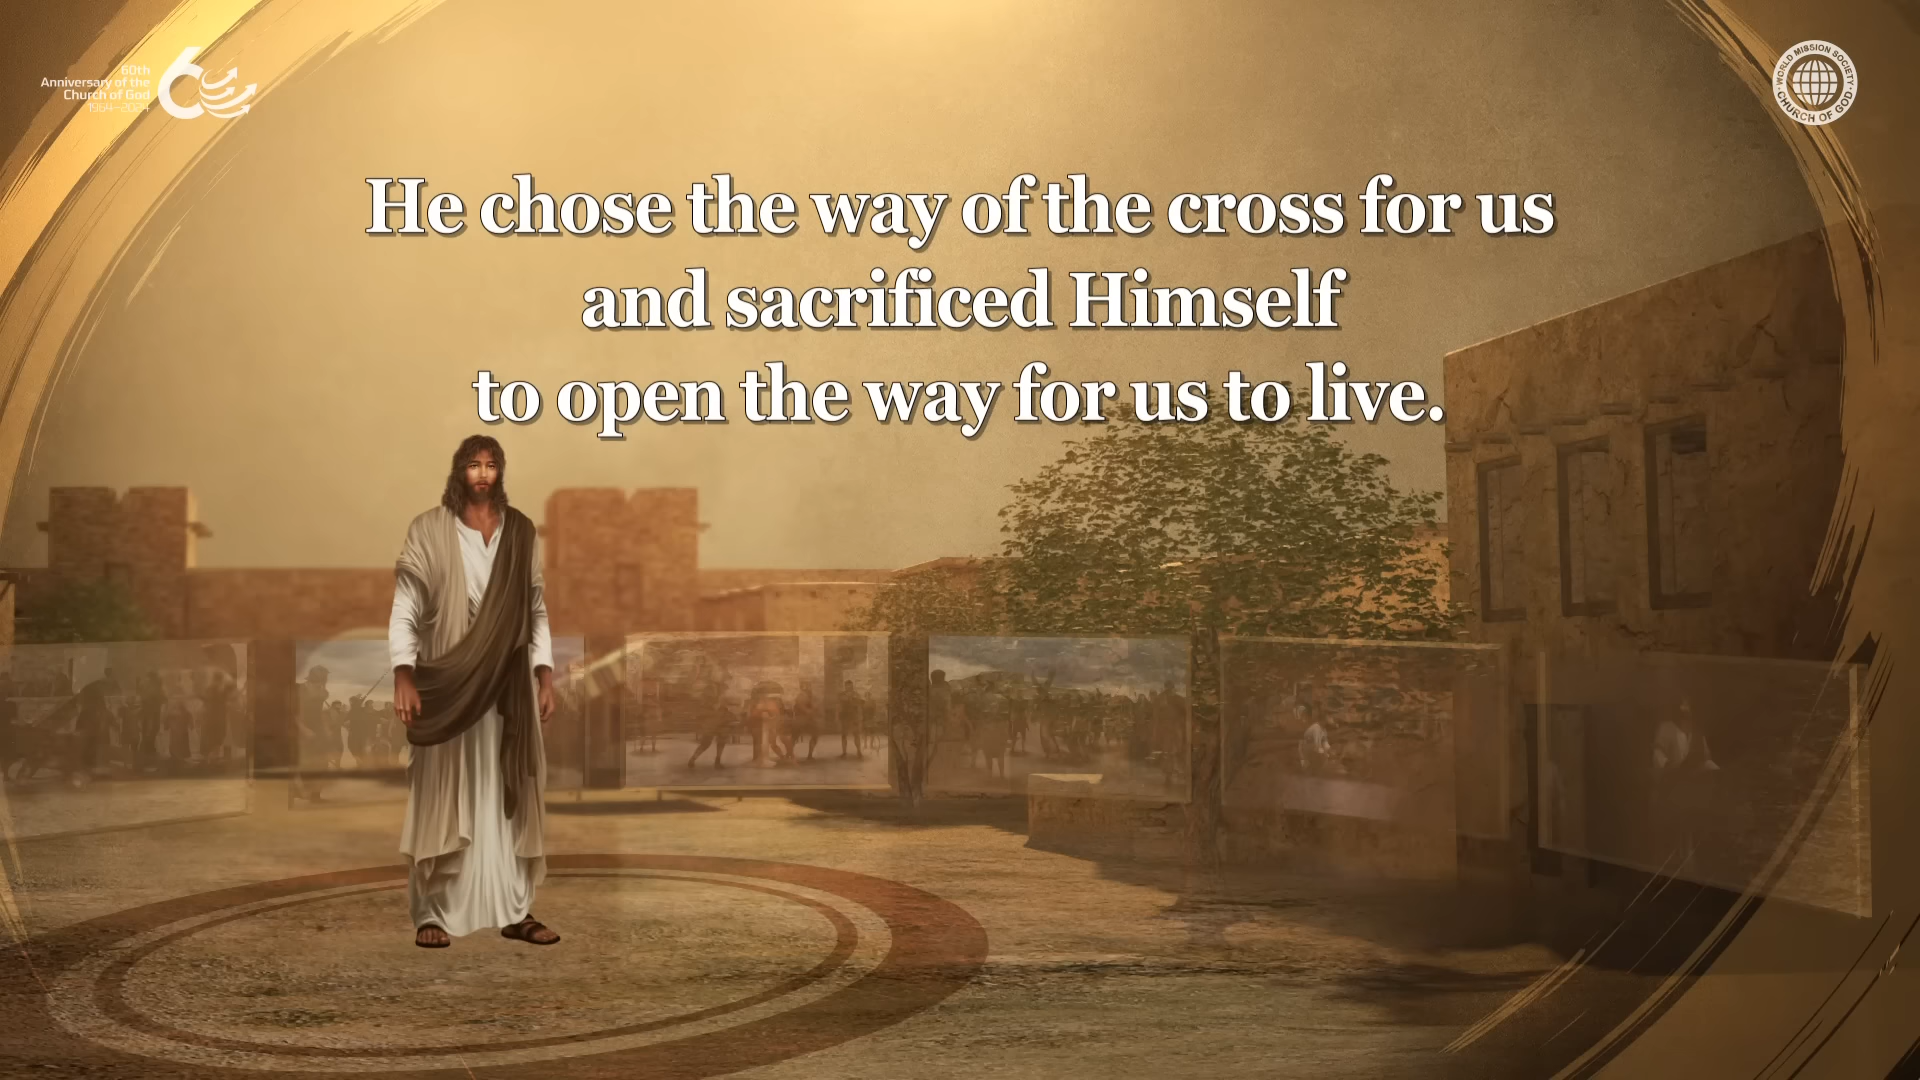 60th
Anniversary of the
Church of God
1964–2024
WORLD MISSION SOCIETY
CHURCH OF GOD
He chose the way of the cross for us
and sacrificed Himself
to open the way for us to live.